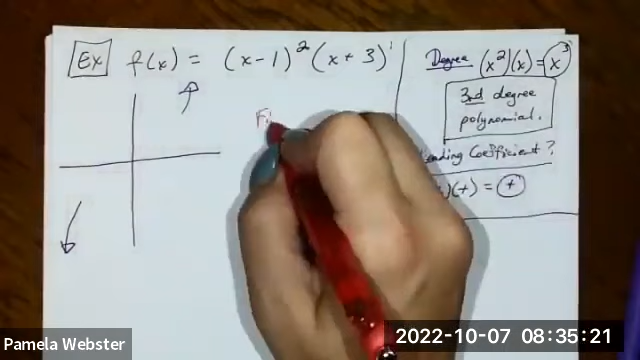 Ex f(x) = (x-1)²(x+3)¹
Degree (x²)(x) = x³
3rd degree
polynomial.
Coefficient?
(+) = +
Fi
Pamela Webster
2022-10-07 08:35:21